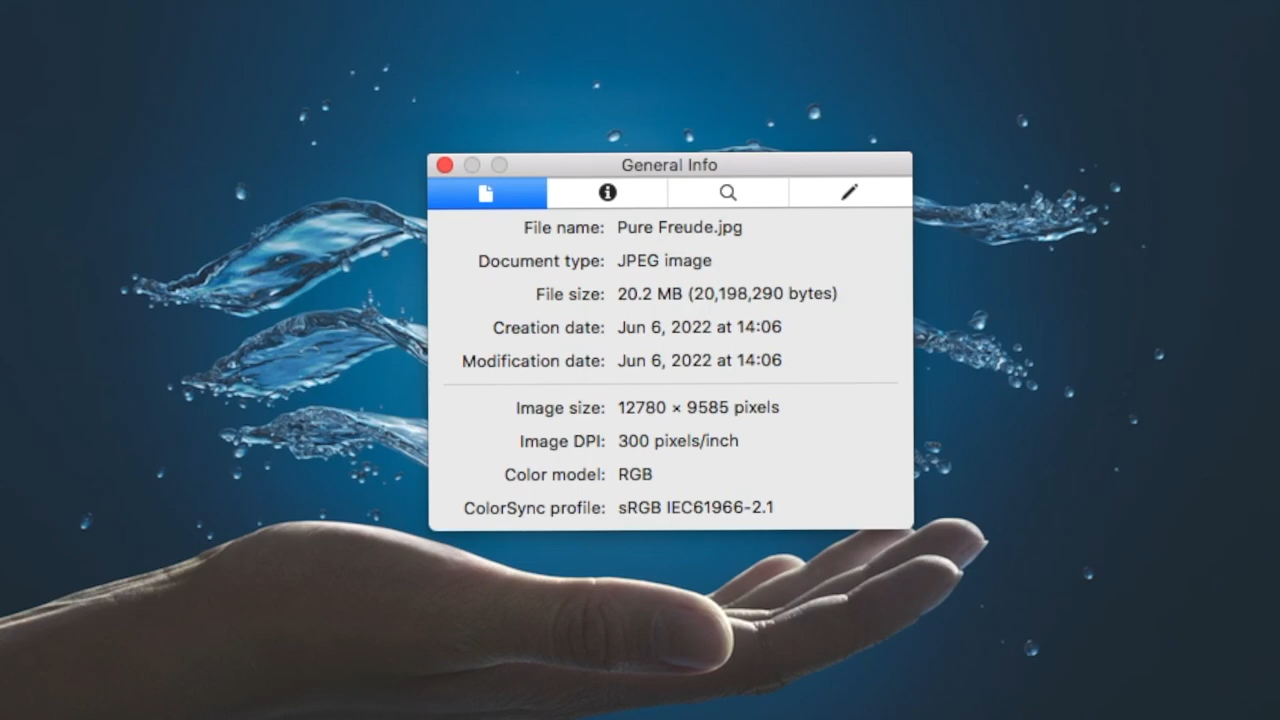 General Info
File name: Pure Freude.jpg
Document type: JPEG image
File size: 20.2 MB (20,198,290 bytes)
Creation date: Jun 6, 2022 at 14:06
Modification date: Jun 6, 2022 at 14:06
Image size: 12780 × 9585 pixels
Image DPI: 300 pixels/inch
Color model: RGB
ColorSync profile: sRGB IEC61966-2.1